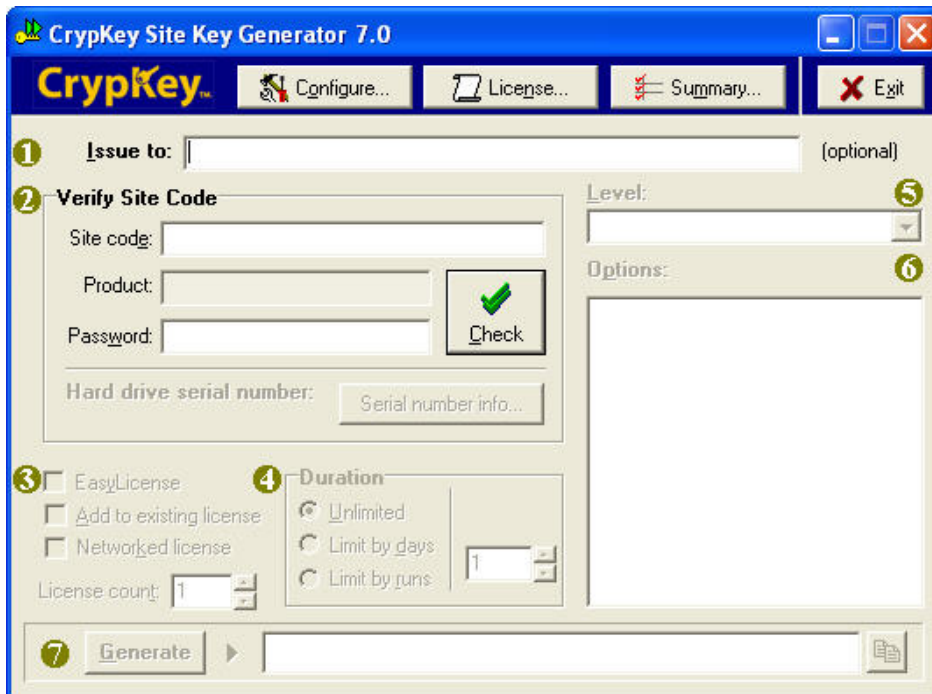 CrypKey Site Key Generator 7.0
CrypKey™ Configure... License... Summary... Exit
1 Issue to: (optional)
2 Verify Site Code
Site code:
Product:
Password:
Check
Hard drive serial number: Serial number info...
Level: 5
Options: 6
3 EasyLicense
Add to existing license
Networked license
License count: 1
4 Duration
Unlimited
Limit by days
Limit by runs
1
7 Generate